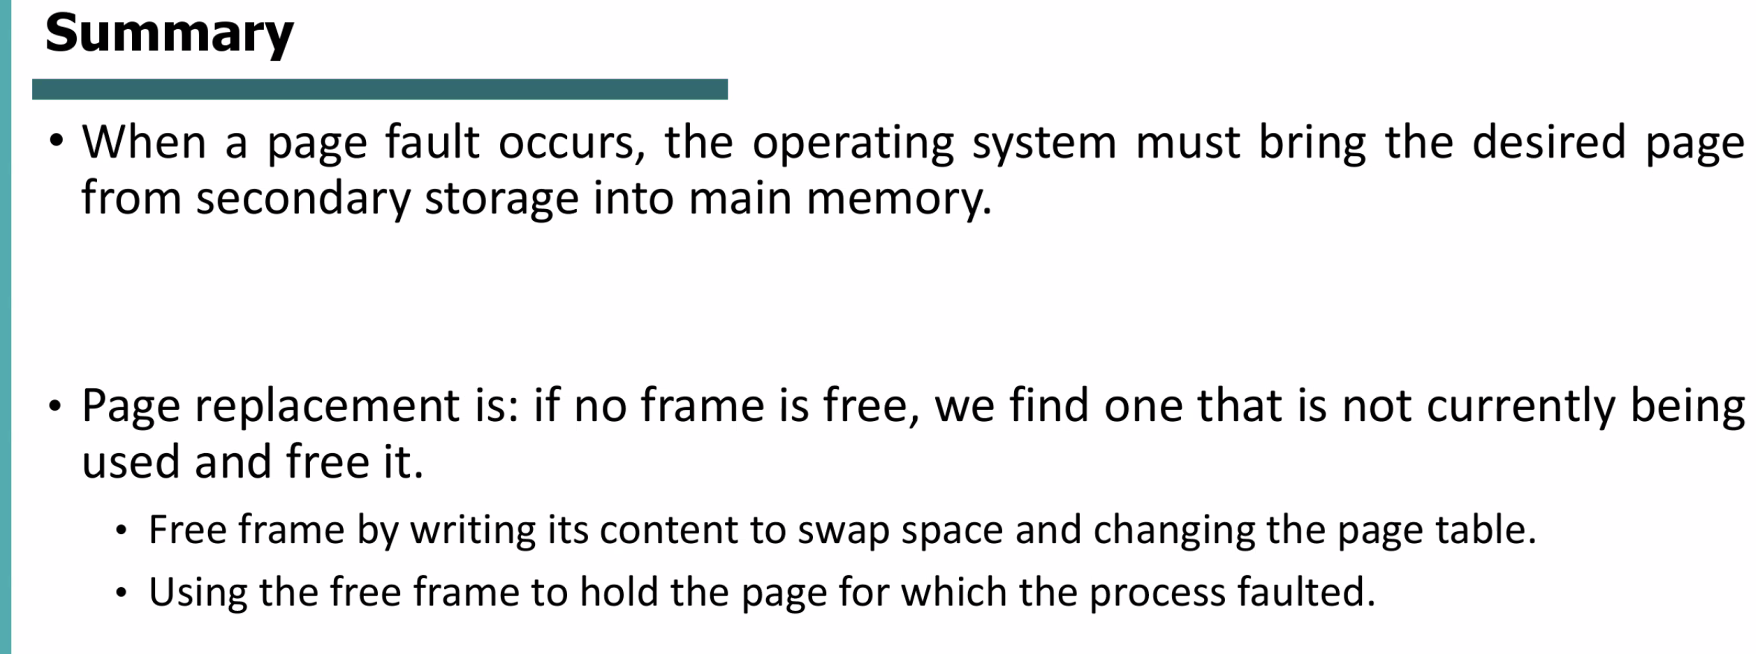 Summary
• When a page fault occurs, the operating system must bring the desired page
from secondary storage into main memory.
• Page replacement is: if no frame is free, we find one that is not currently being
used and free it.
• Free frame by writing its content to swap space and changing the page table.
• Using the free frame to hold the page for which the process faulted.